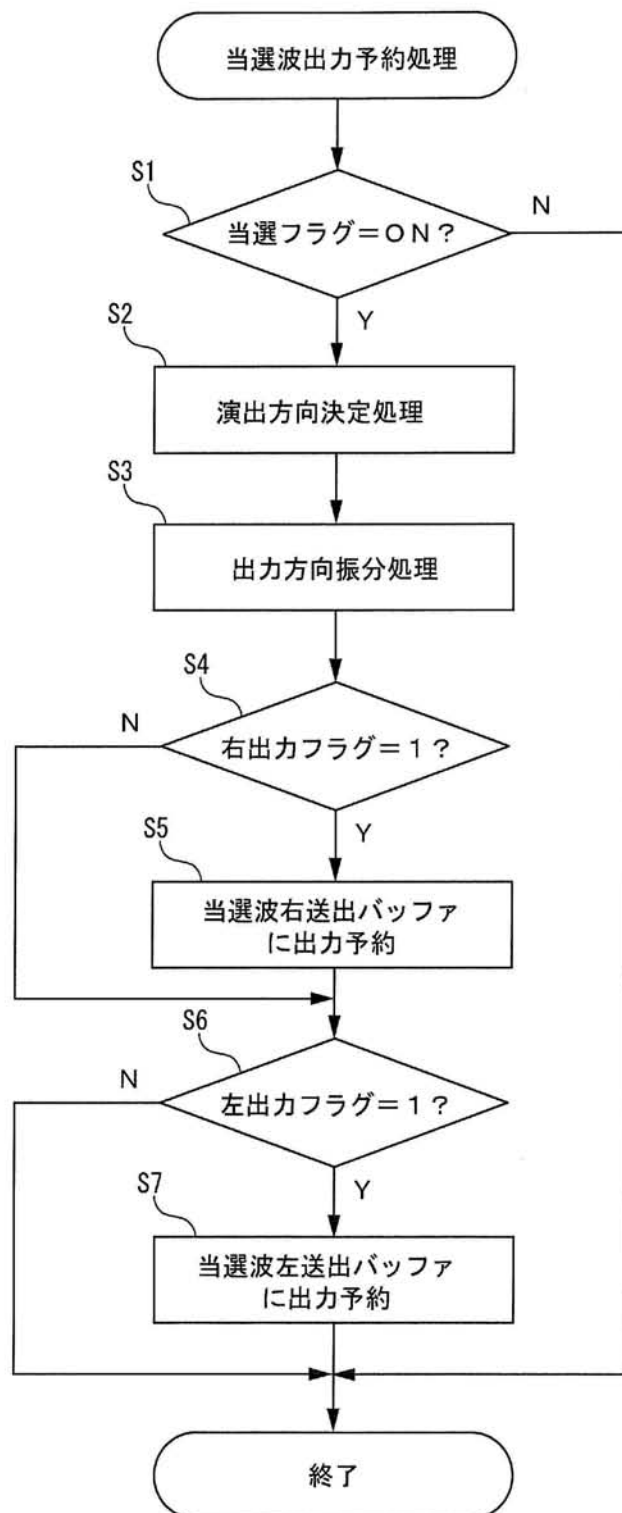 当選波出力予約処理
S1
当選フラグ=ON?
N
Y
S2
演出方向決定処理
S3
出力方向振分処理
S4
N
右出力フラグ=1?
Y
S5
当選波右送出バッファ
に出力予約
S6
N
左出力フラグ=1?
Y
S7
当選波左送出バッファ
に出力予約
終了